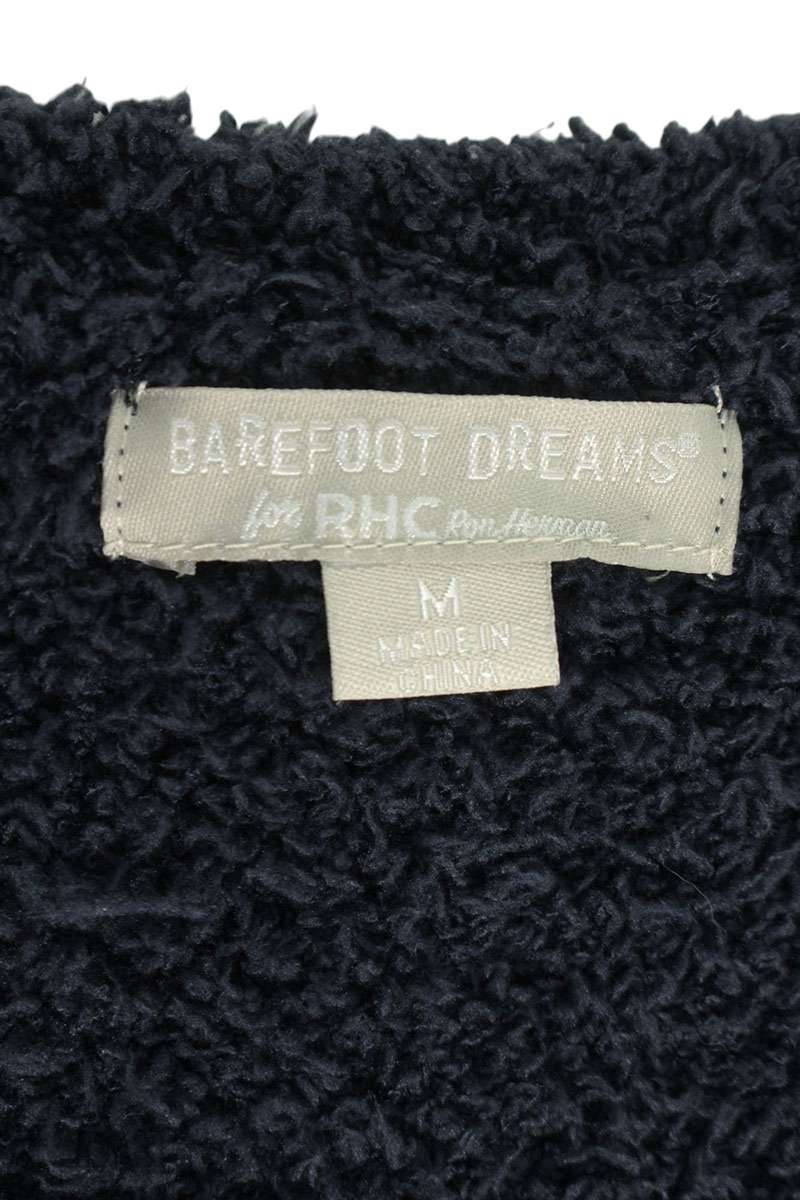 BAREFOOT DREAMS®
for RHC Ron Herman
M
MADE IN
CHINA